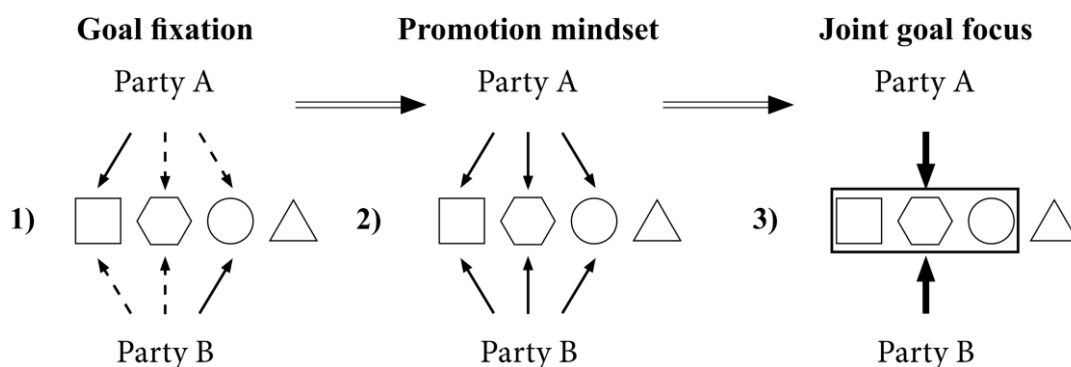 Goal fixation
Promotion mindset
Joint goal focus
Party A
Party A
Party A
1)
2)
3)
Party B
Party B
Party B